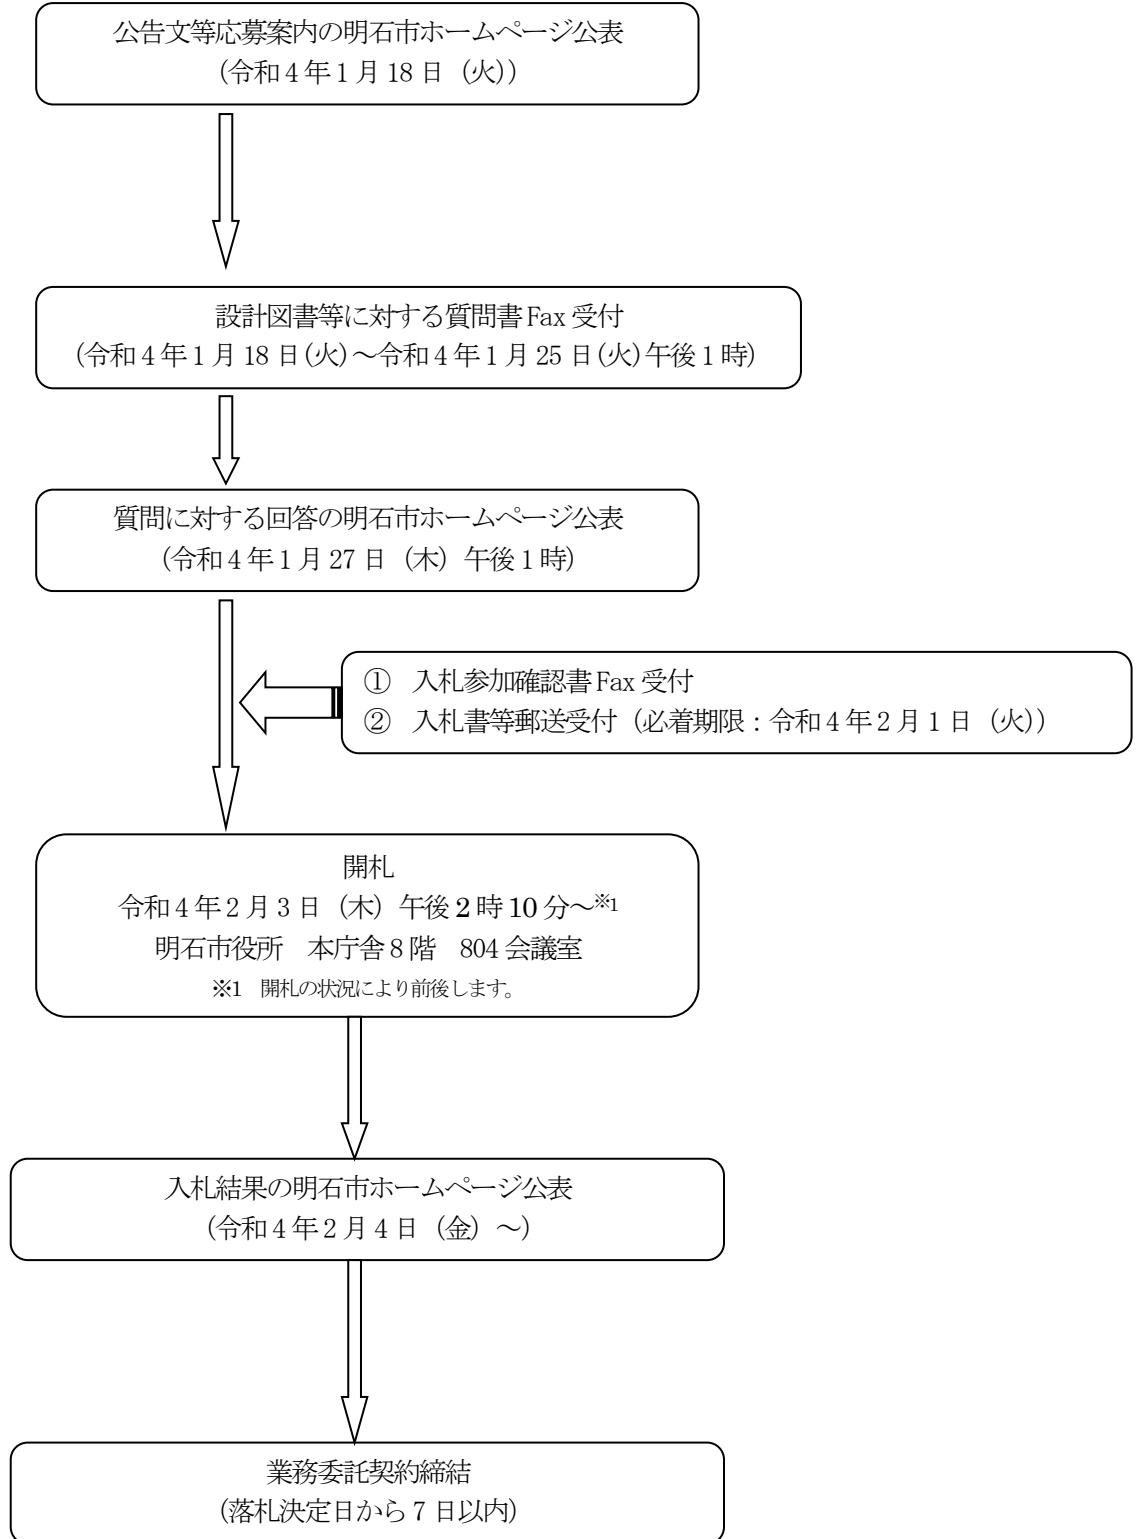 公告文等応募案内の明石市ホームページ公表
(令和4年1月18日（火）)
設計図書等に対する質問書Fax受付
(令和4年1月18日(火)～令和4年1月25日(火)午後1時)
質問に対する回答の明石市ホームページ公表
(令和4年1月27日（木）午後1時)
①　入札参加確認書Fax受付
②　入札書等郵送受付（必着期限：令和4年2月1日（火））
開札
令和4年2月3日（木）午後2時10分～※1
明石市役所　本庁舎8階　804会議室
※1　開札の状況により前後します。
入札結果の明石市ホームページ公表
(令和4年2月4日（金）～)
業務委託契約締結
(落札決定日から7日以内)